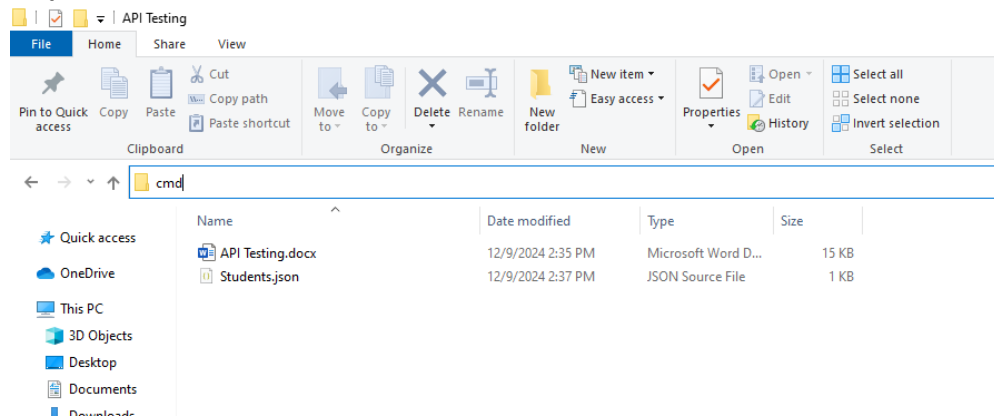 API Testing
File Home Share View
Pin to Quick access
Copy
Paste
Cut
Copy path
Paste shortcut
Clipboard
Move to
Copy to
Delete
Rename
Organize
New folder
New item
Easy access
New
Properties
Open
Edit
History
Open
Select all
Select none
Invert selection
Select
cmd
Name Date modified Type Size
API Testing.docx 12/9/2024 2:35 PM Microsoft Word D... 15 KB
Students.json 12/9/2024 2:37 PM JSON Source File 1 KB
Quick access
OneDrive
This PC
3D Objects
Desktop
Documents
Downloads